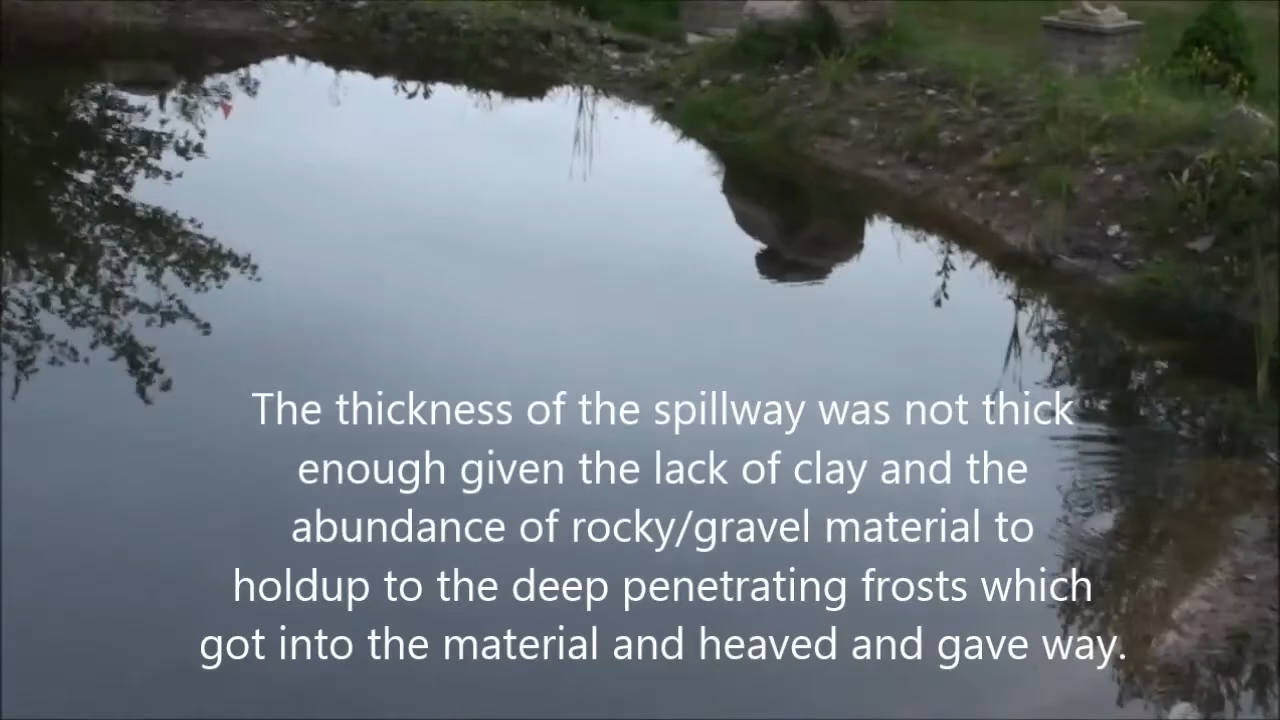 The thickness of the spillway was not thick
enough given the lack of clay and the
abundance of rocky/gravel material to
holdup to the deep penetrating frosts which
got into the material and heaved and gave way.